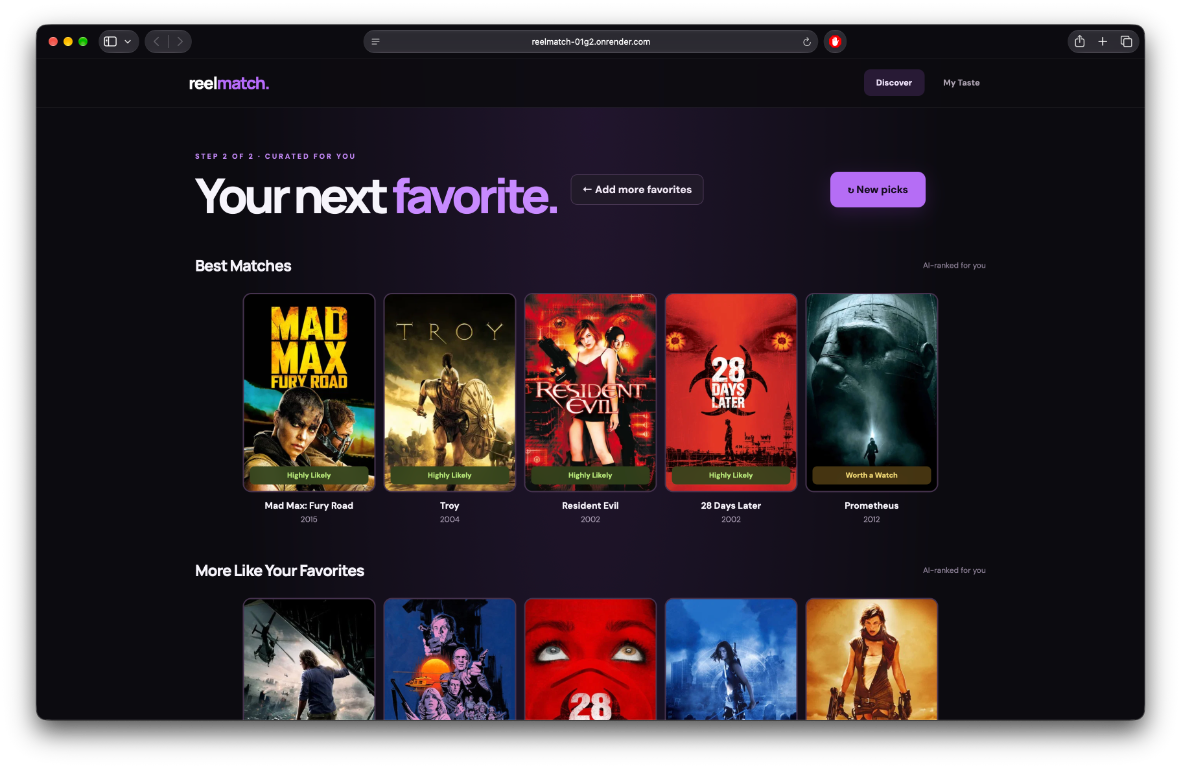 reelmatch-01g2.onrender.com
reelmatch.
Discover
My Taste
STEP 2 OF 2 · CURATED FOR YOU
Your next favorite.
← Add more favorites
↻ New picks
Best Matches
AI-ranked for you
MAD
MAX
FURY ROAD
TROY
RESIDENT
EVIL
28
DAYS
LATER
Highly Likely
Highly Likely
Highly Likely
Highly Likely
Worth a Watch
Mad Max: Fury Road
Troy
Resident Evil
28 Days Later
Prometheus
2015
2004
2002
2002
2012
More Like Your Favorites
AI-ranked for you
28